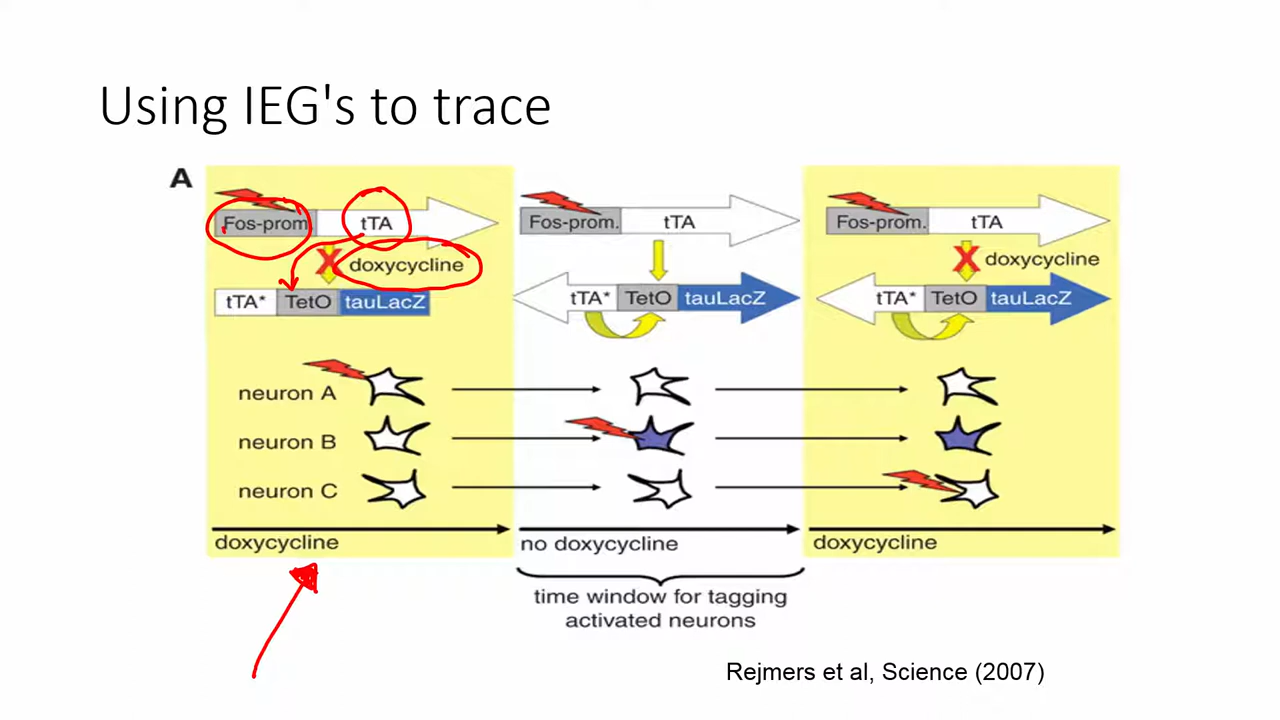 Using IEG's to trace
A
Fos-prom. tTA
doxycycline
tTA* TetO tauLacZ
Fos-prom. tTA
tTA* TetO tauLacZ
Fos-prom. tTA
doxycycline
tTA* TetO tauLacZ
neuron A
neuron B
neuron C
doxycycline
no doxycycline
doxycycline
time window for tagging
activated neurons
Rejmers et al, Science (2007)